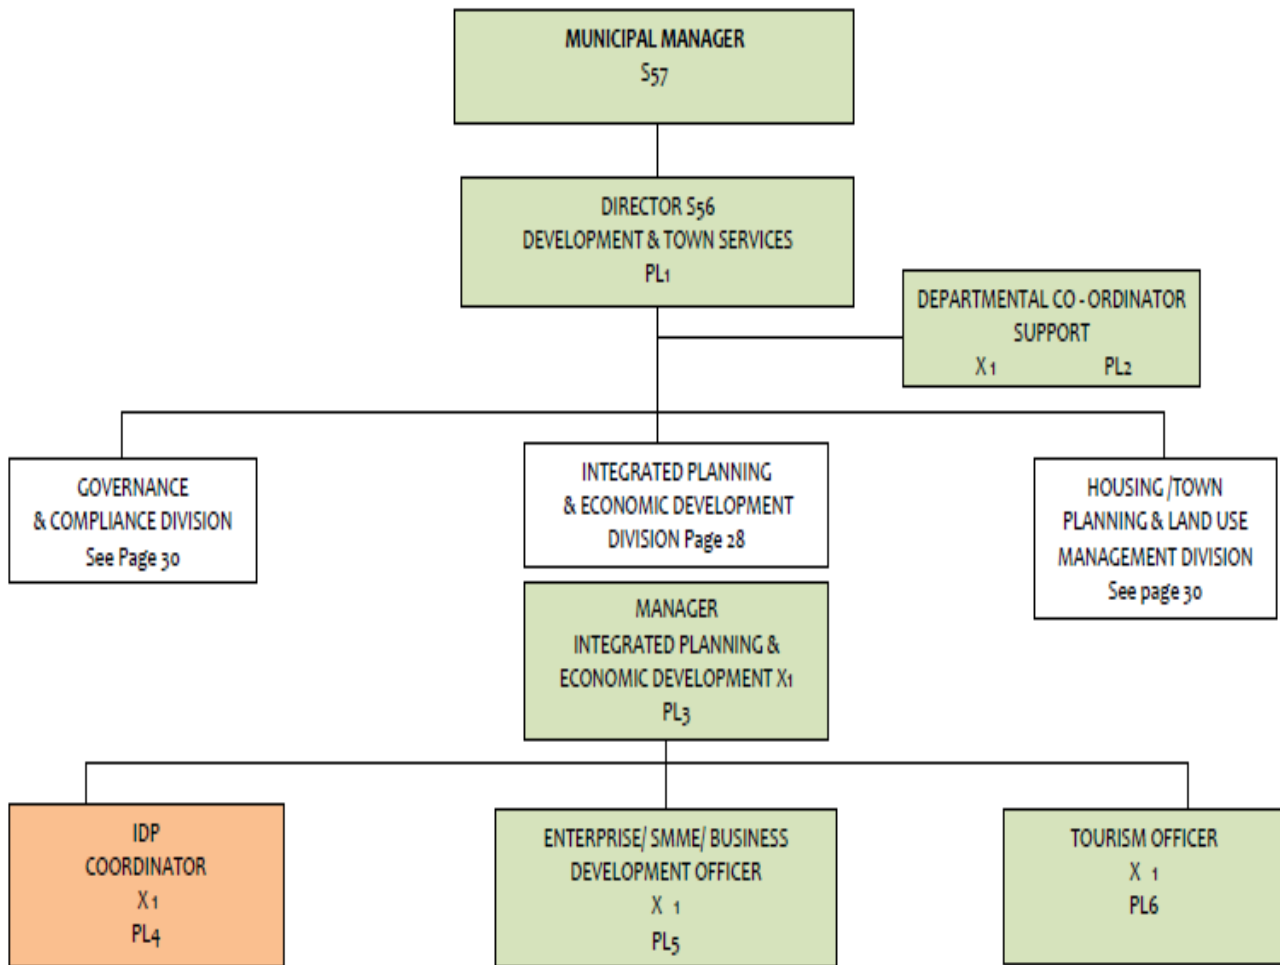 MUNICIPAL MANAGER
S57
DIRECTOR S56
DEVELOPMENT & TOWN SERVICES
PL1
DEPARTMENTAL CO - ORDINATOR
SUPPORT
X 1 PL2
GOVERNANCE
& COMPLIANCE DIVISION
See Page 30
INTEGRATED PLANNING
& ECONOMIC DEVELOPMENT
DIVISION Page 28
HOUSING /TOWN
PLANNING & LAND USE
MANAGEMENT DIVISION
See page 30
MANAGER
INTEGRATED PLANNING &
ECONOMIC DEVELOPMENT X1
PL3
IDP
COORDINATOR
X 1
PL4
ENTERPRISE/ SMME/ BUSINESS
DEVELOPMENT OFFICER
X 1
PL5
TOURISM OFFICER
X 1
PL6